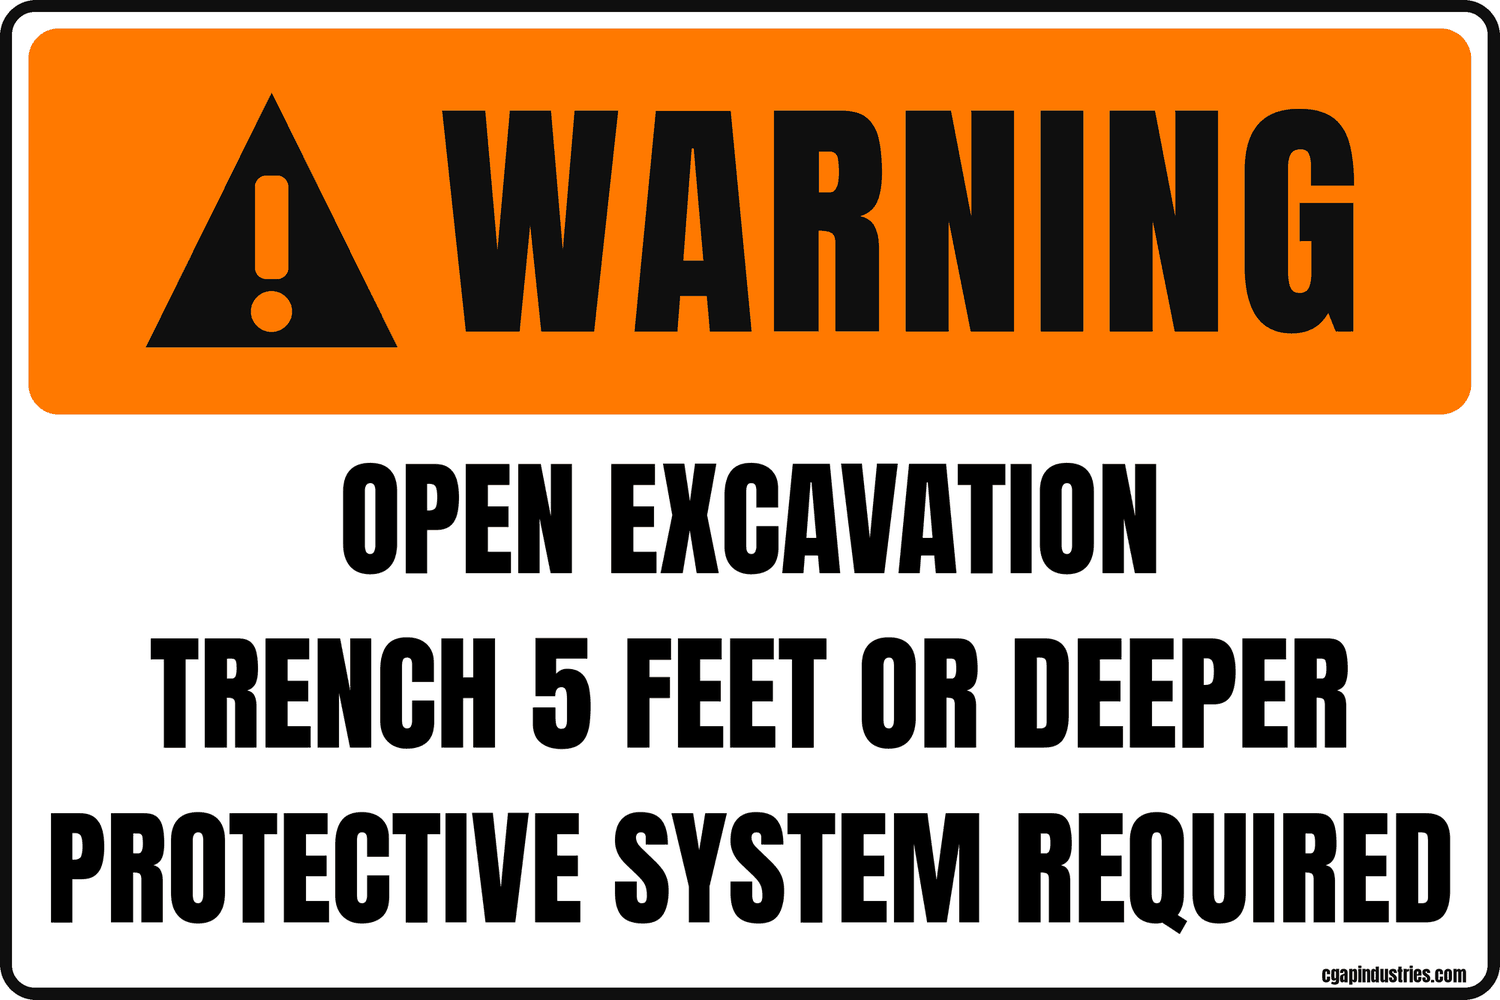 WARNING
OPEN EXCAVATION
TRENCH 5 FEET OR DEEPER
PROTECTIVE SYSTEM REQUIRED
cgapindustries.com